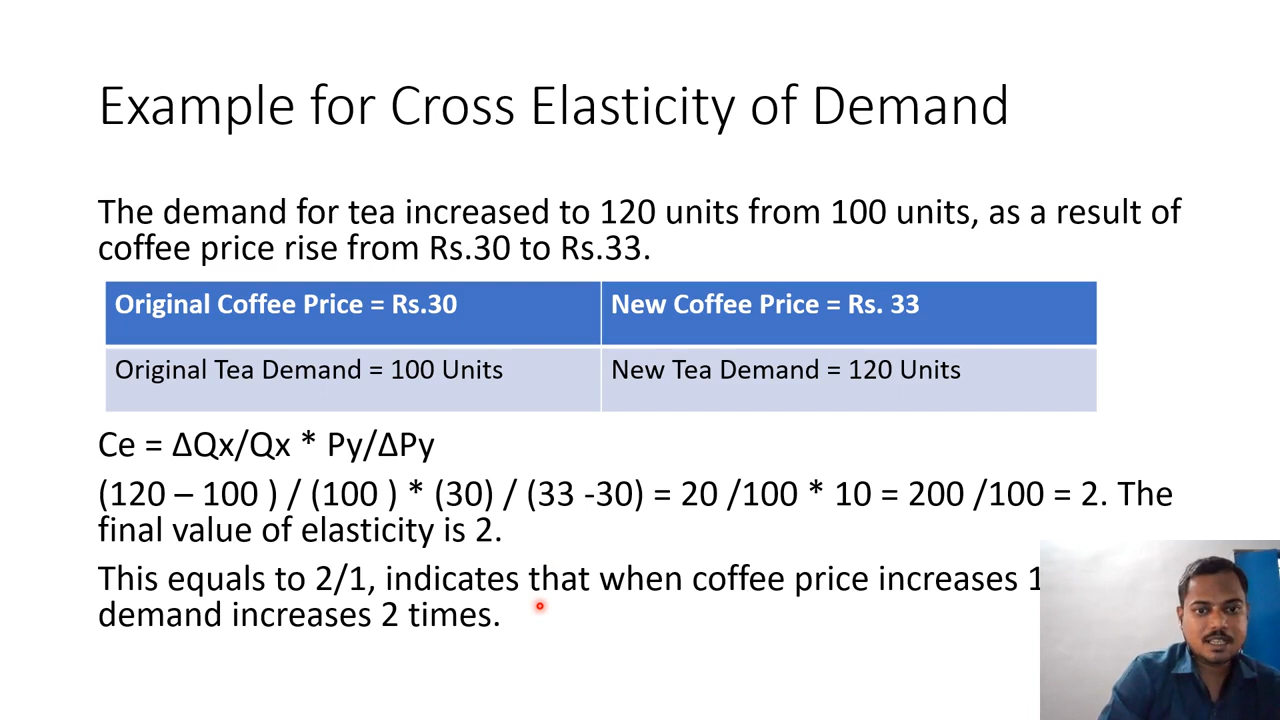 Example for Cross Elasticity of Demand
The demand for tea increased to 120 units from 100 units, as a result of
coffee price rise from Rs.30 to Rs.33.
Original Coffee Price = Rs.30
New Coffee Price = Rs. 33
Original Tea Demand = 100 Units
New Tea Demand = 120 Units
Ce = ΔQx/Qx * Py/ΔPy
(120 – 100 ) / (100 ) * (30) / (33 -30) = 20 /100 * 10 = 200 /100 = 2. The
final value of elasticity is 2.
This equals to 2/1, indicates that when coffee price increases 1
demand increases 2 times.